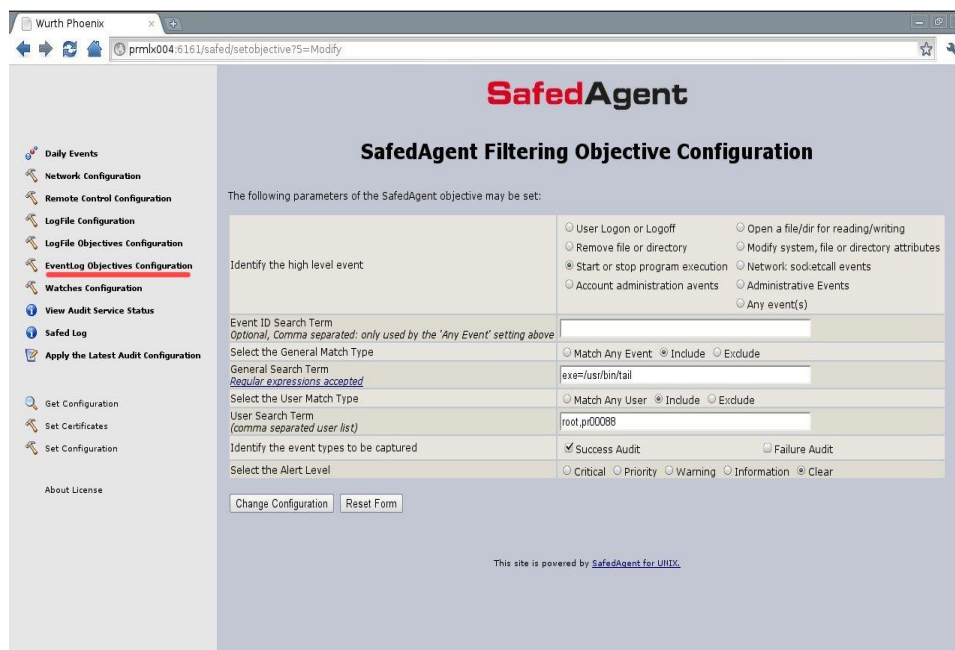 Wurth Phoenix
prmlx004:6161/safed/setobjective?5=Modify
SafedAgent
SafedAgent Filtering Objective Configuration
Daily Events
Network Configuration
Remote Control Configuration
LogFile Configuration
LogFile Objectives Configuration
EventLog Objectives Configuration
Watches Configuration
View Audit Service Status
Safed Log
Apply the Latest Audit Configuration
Get Configuration
Set Certificates
Set Configuration
About License
The following parameters of the SafedAgent objective may be set:
Identify the high level event
User Logon or Logoff Open a file/dir for reading/writing
Remove file or directory Modify system, file or directory attributes
Start or stop program execution Network socketcall events
Account administration avents Administrative Events
Any event(s)
Event ID Search Term
Optional, Comma separated: only used by the 'Any Event' setting above
Select the General Match Type Match Any Event Include Exclude
General Search Term
Regular expressions accepted
exe=/usr/bin/tail
Select the User Match Type Match Any User Include Exclude
User Search Term
(comma separated user list)
root,pr00088
Identify the event types to be captured Success Audit Failure Audit
Select the Alert Level Critical Priority Warning Information Clear
Change Configuration Reset Form
This site is powered by SafedAgent for UNIX.